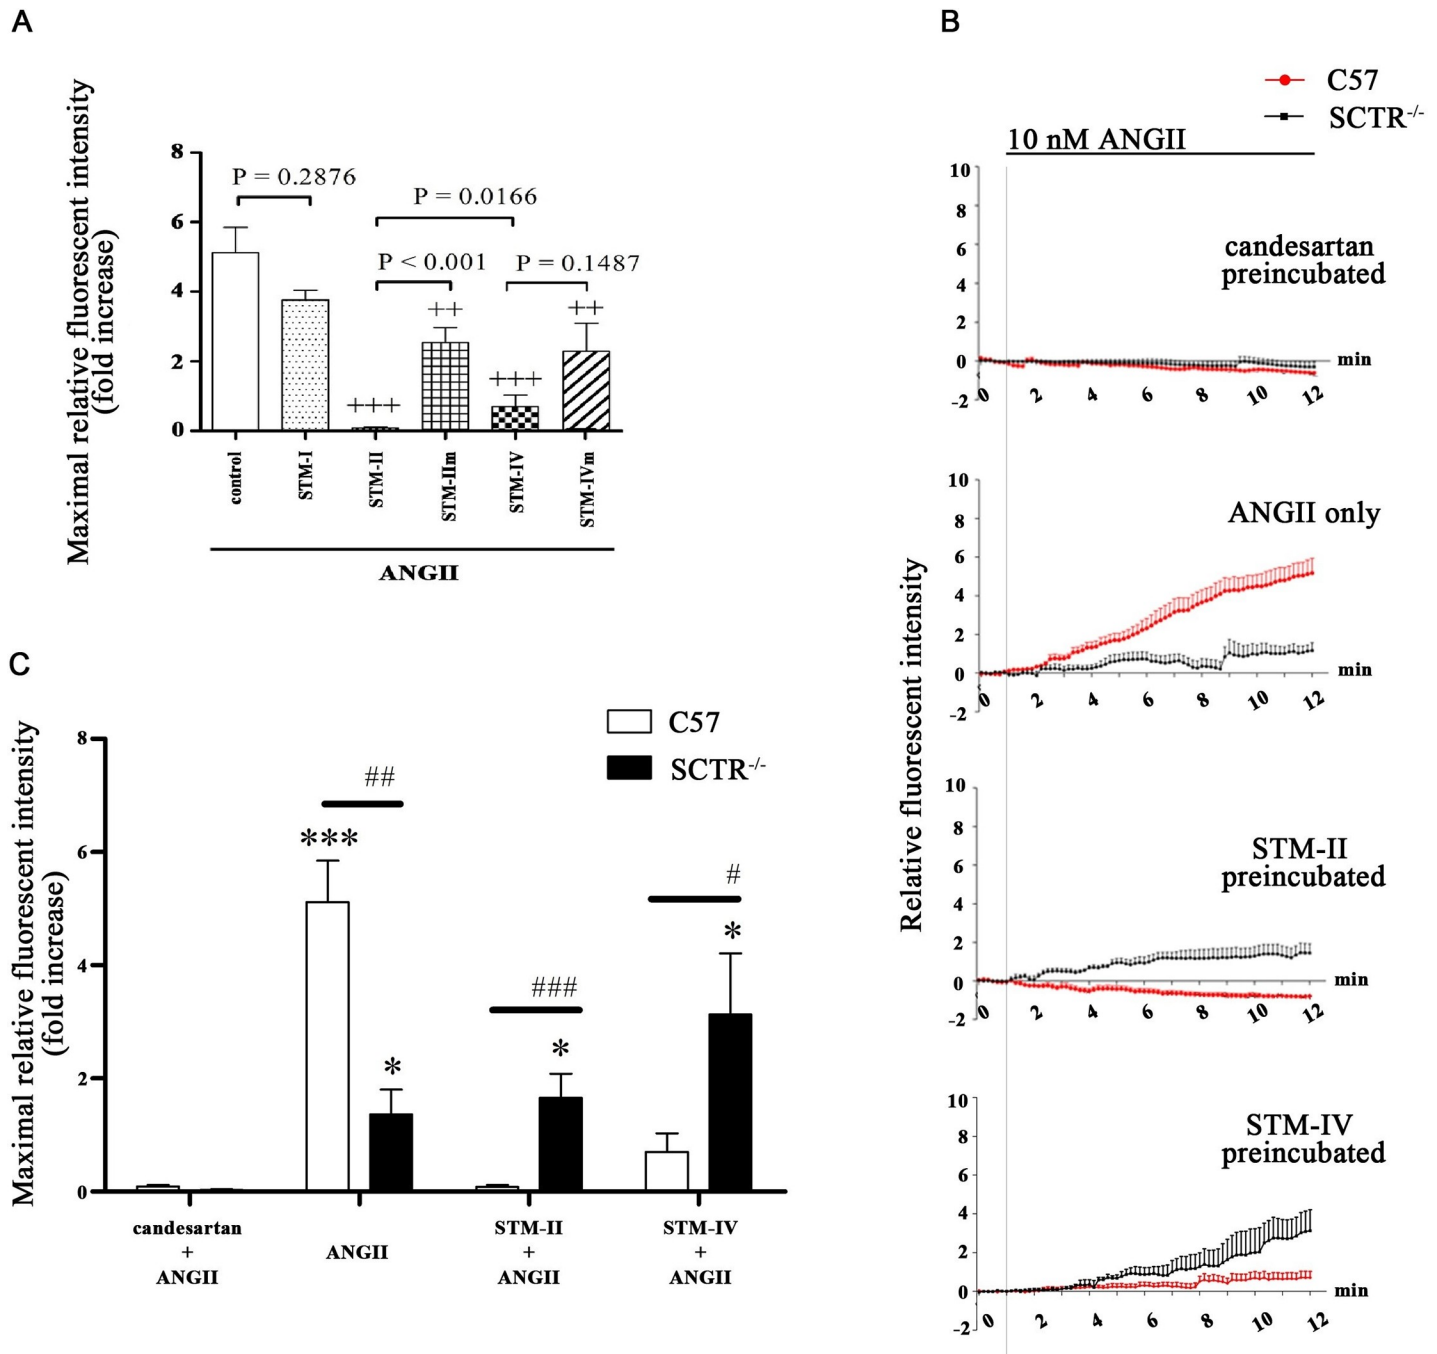 A
Maximal relative fluorescent intensity
(fold increase)
8
6
4
2
0
P = 0.2876
P = 0.0166
P < 0.001
P = 0.1487
+++
++
+++
++
control
STM-I
STM-II
STM-IIm
STM-IV
STM-IVm
ANGII
B
C57
SCTR-/-
10 nM ANGII
Relative fluorescent intensity
10
8
6
4
2
0
-2
candesartan
preincubated
min
0 2 4 6 8 10 12
10
8
6
4
2
0
-2
ANGII only
min
0 2 4 6 8 10 12
10
8
6
4
2
0
-2
STM-II
preincubated
min
0 2 4 6 8 10 12
10
8
6
4
2
0
-2
STM-IV
preincubated
min
0 2 4 6 8 10 12
C
Maximal relative fluorescent intensity
(fold increase)
8
6
4
2
0
C57
SCTR-/-
##
***
*
###
*
#
*
candesartan
+
ANGII
ANGII
STM-II
+
ANGII
STM-IV
+
ANGII